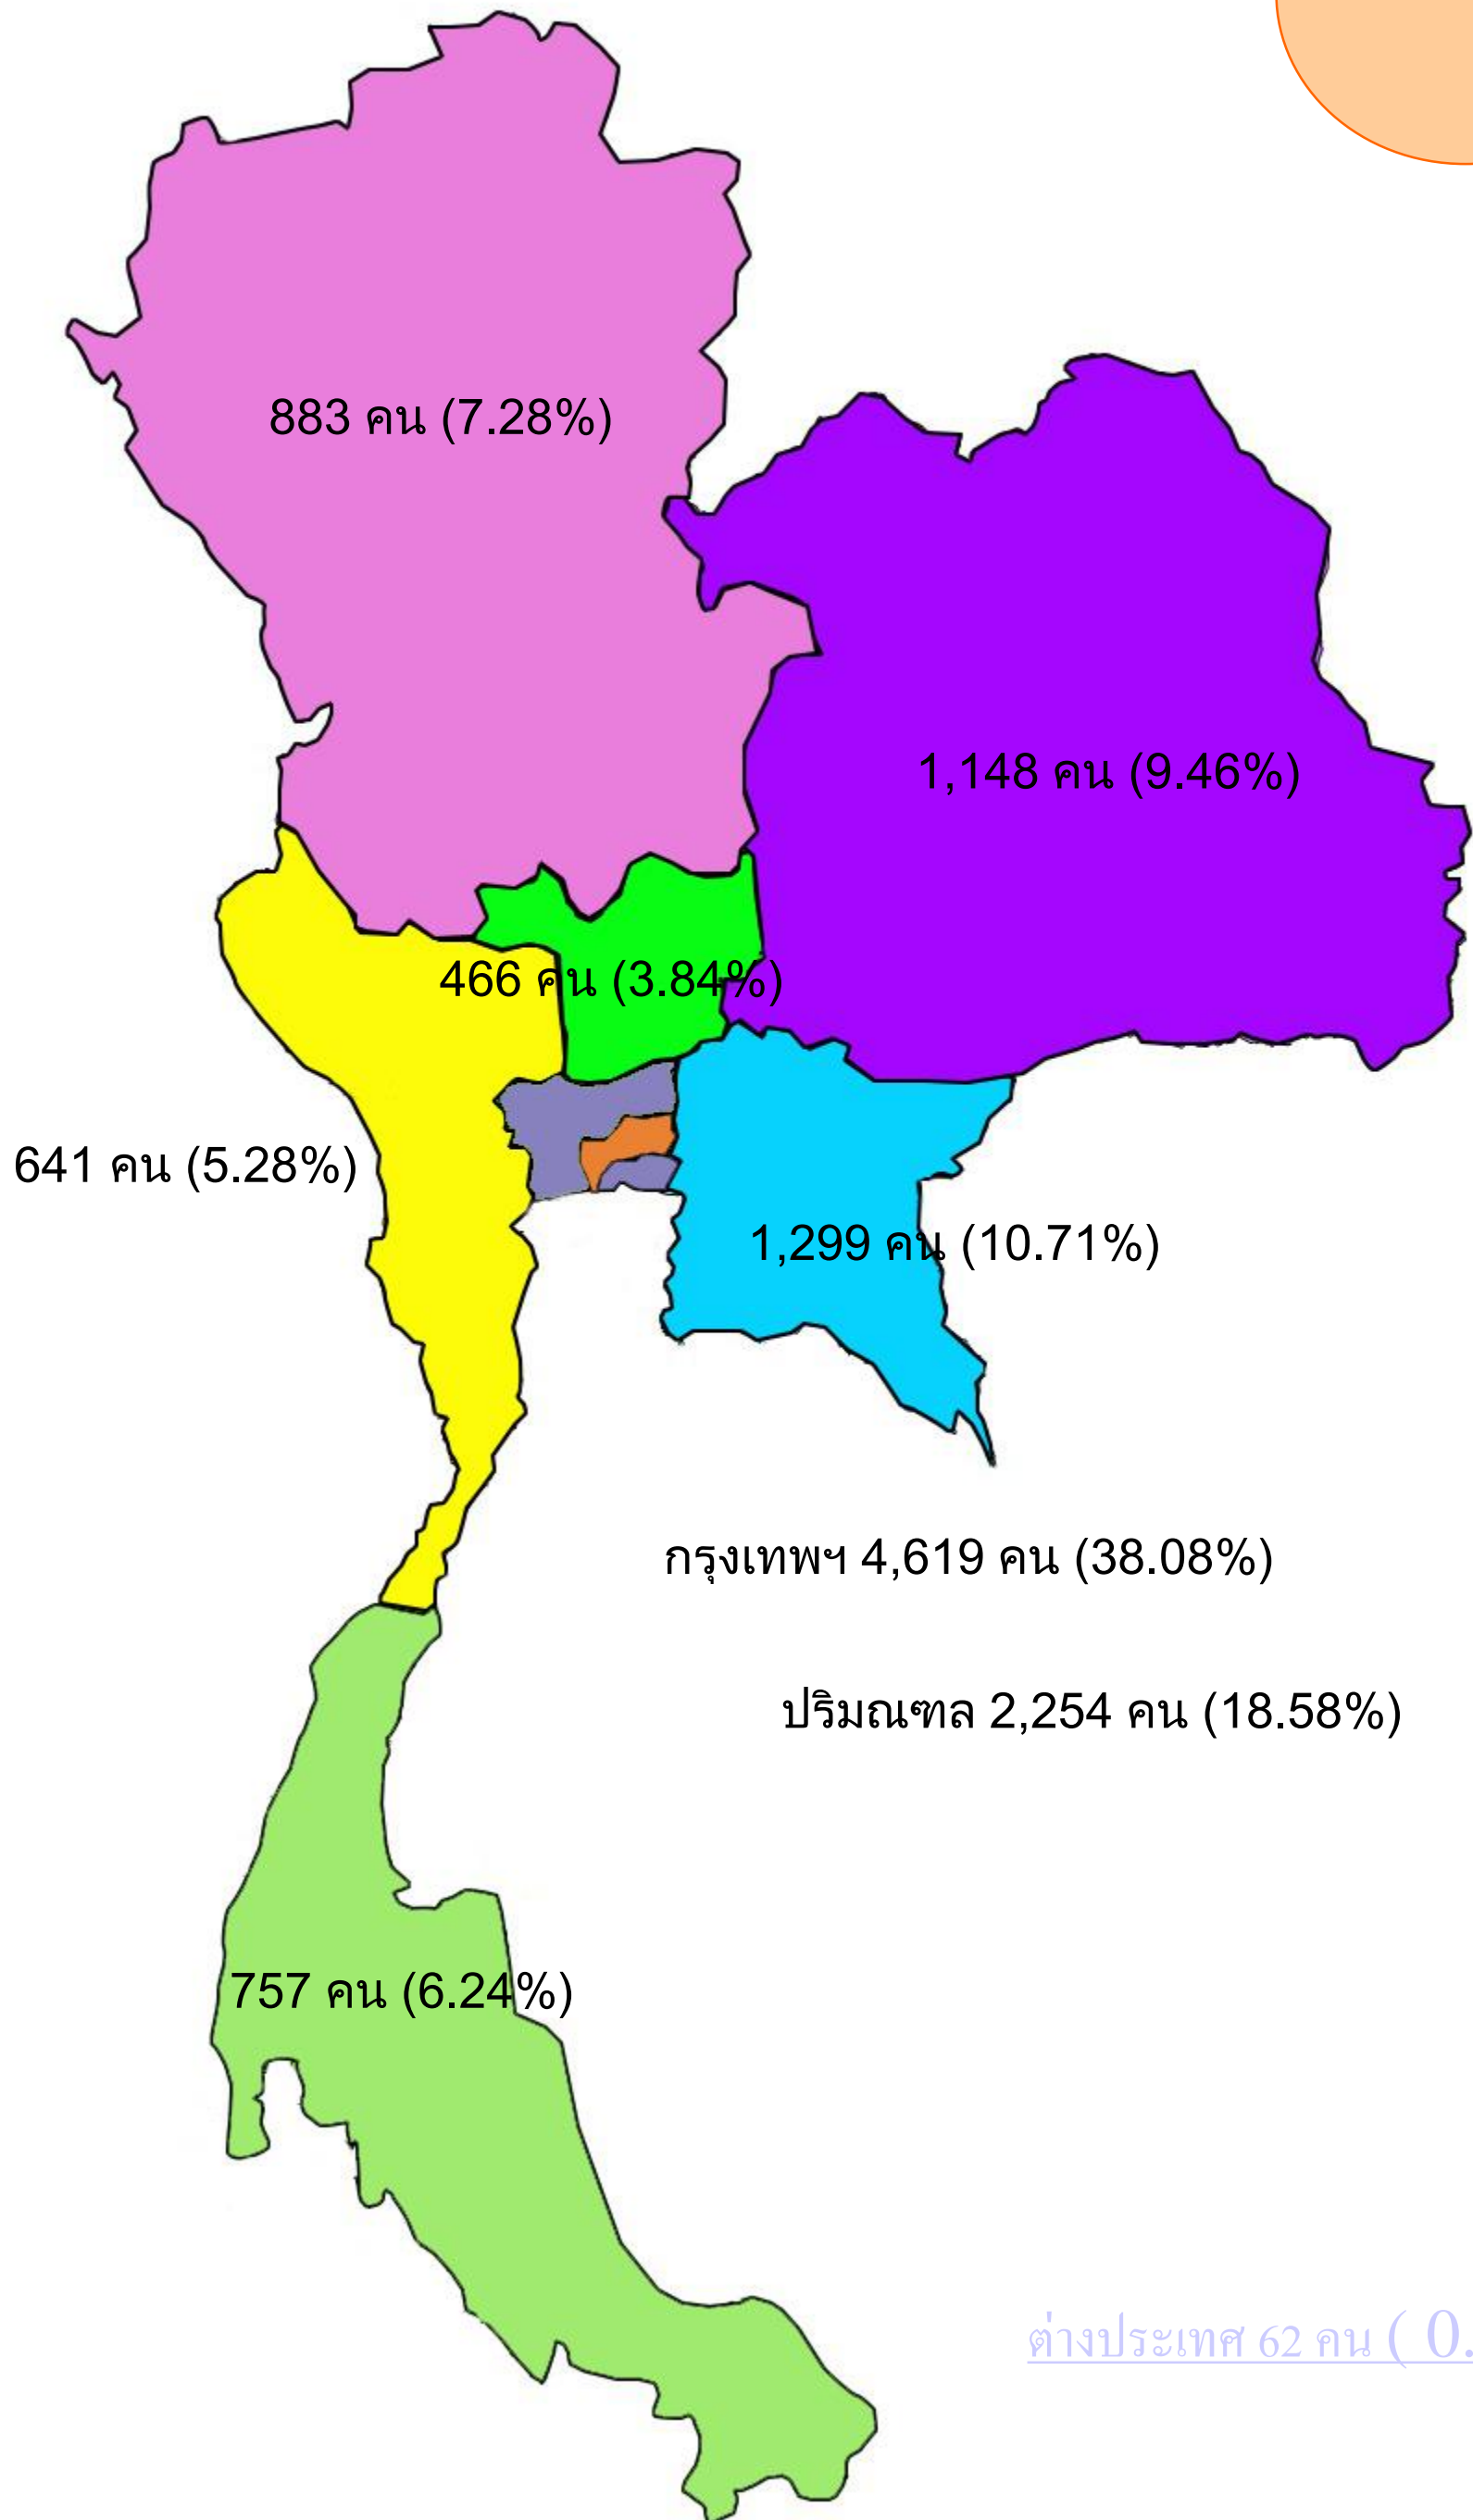 883 คน (7.28%)
1,148 คน (9.46%)
466 คน (3.84%)
641 คน (5.28%)
1,299 คน (10.71%)
กรุงเทพฯ 4,619 คน (38.08%)
ปริมณฑล 2,254 คน (18.58%)
757 คน (6.24%)
ต่างประเทศ 62 คน ( 0.